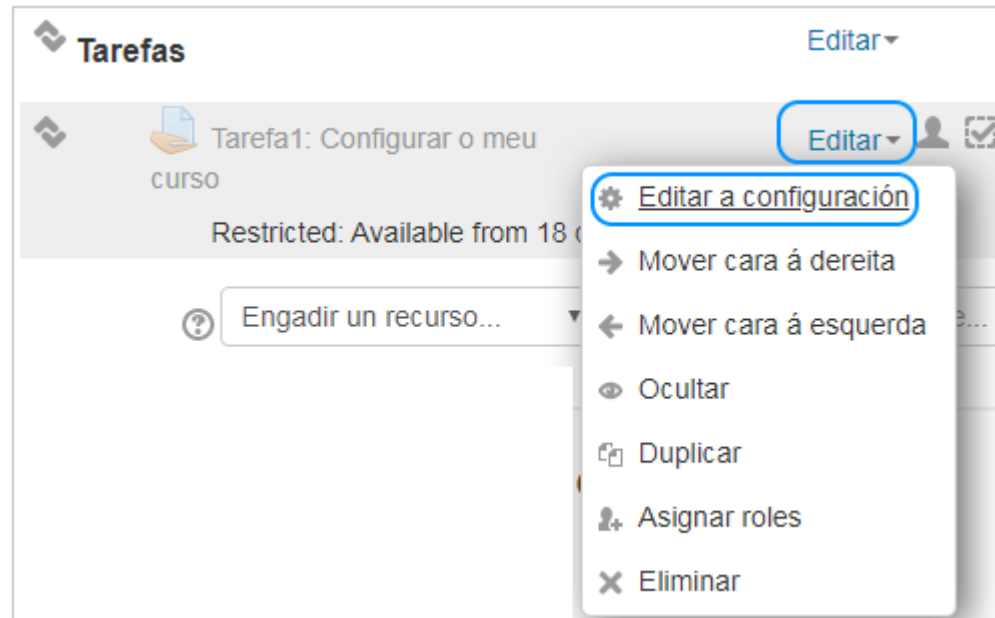 Tarefas
Editar
Tarefa1: Configurar o meu
curso
Editar
Restricted: Available from 18
Editar a configuración
Mover cara á dereita
Engadir un recurso...
Mover cara á esquerda
Ocultar
Duplicar
Asignar roles
Eliminar